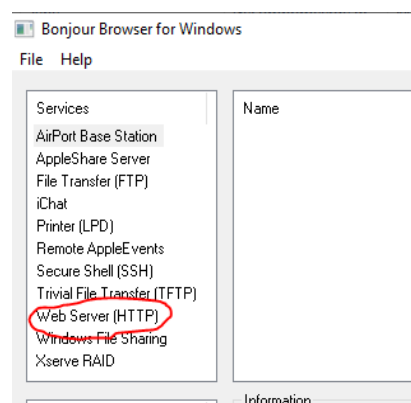 Bonjour Browser for Windows
File Help
Services
Name
AirPort Base Station
AppleShare Server
File Transfer (FTP)
iChat
Printer (LPD)
Remote AppleEvents
Secure Shell (SSH)
Trivial File Transfer (TFTP)
Web Server (HTTP)
Windows File Sharing
Xserve RAID
Information